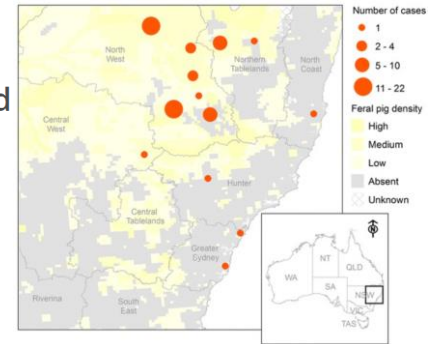 d
North
West
Northern
Tablelands
North
Coast
Central
West
Hunter
Central
Tablelands
Greater
Sydney
Riverina
South
East
Number of cases
1
2 - 4
5 - 10
11 - 22
Feral pig density
High
Medium
Low
Absent
Unknown
WA
NT
QLD
SA
NSW
VIC
TAS